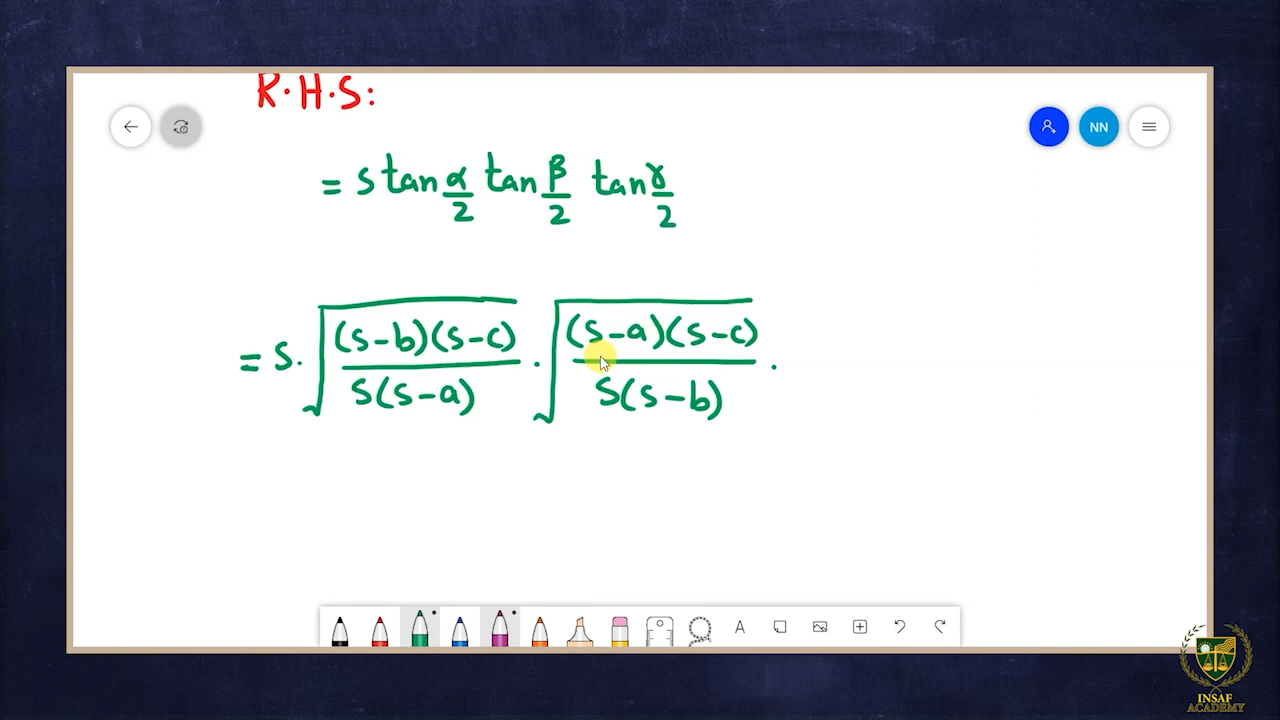 R.H.S:
NN
= s tan α/2 tan β/2 tan γ/2
= s. √((s-b)(s-c)/s(s-a)) . √((s-a)(s-c)/s(s-b)) .
A
INSAF
ACADEMY